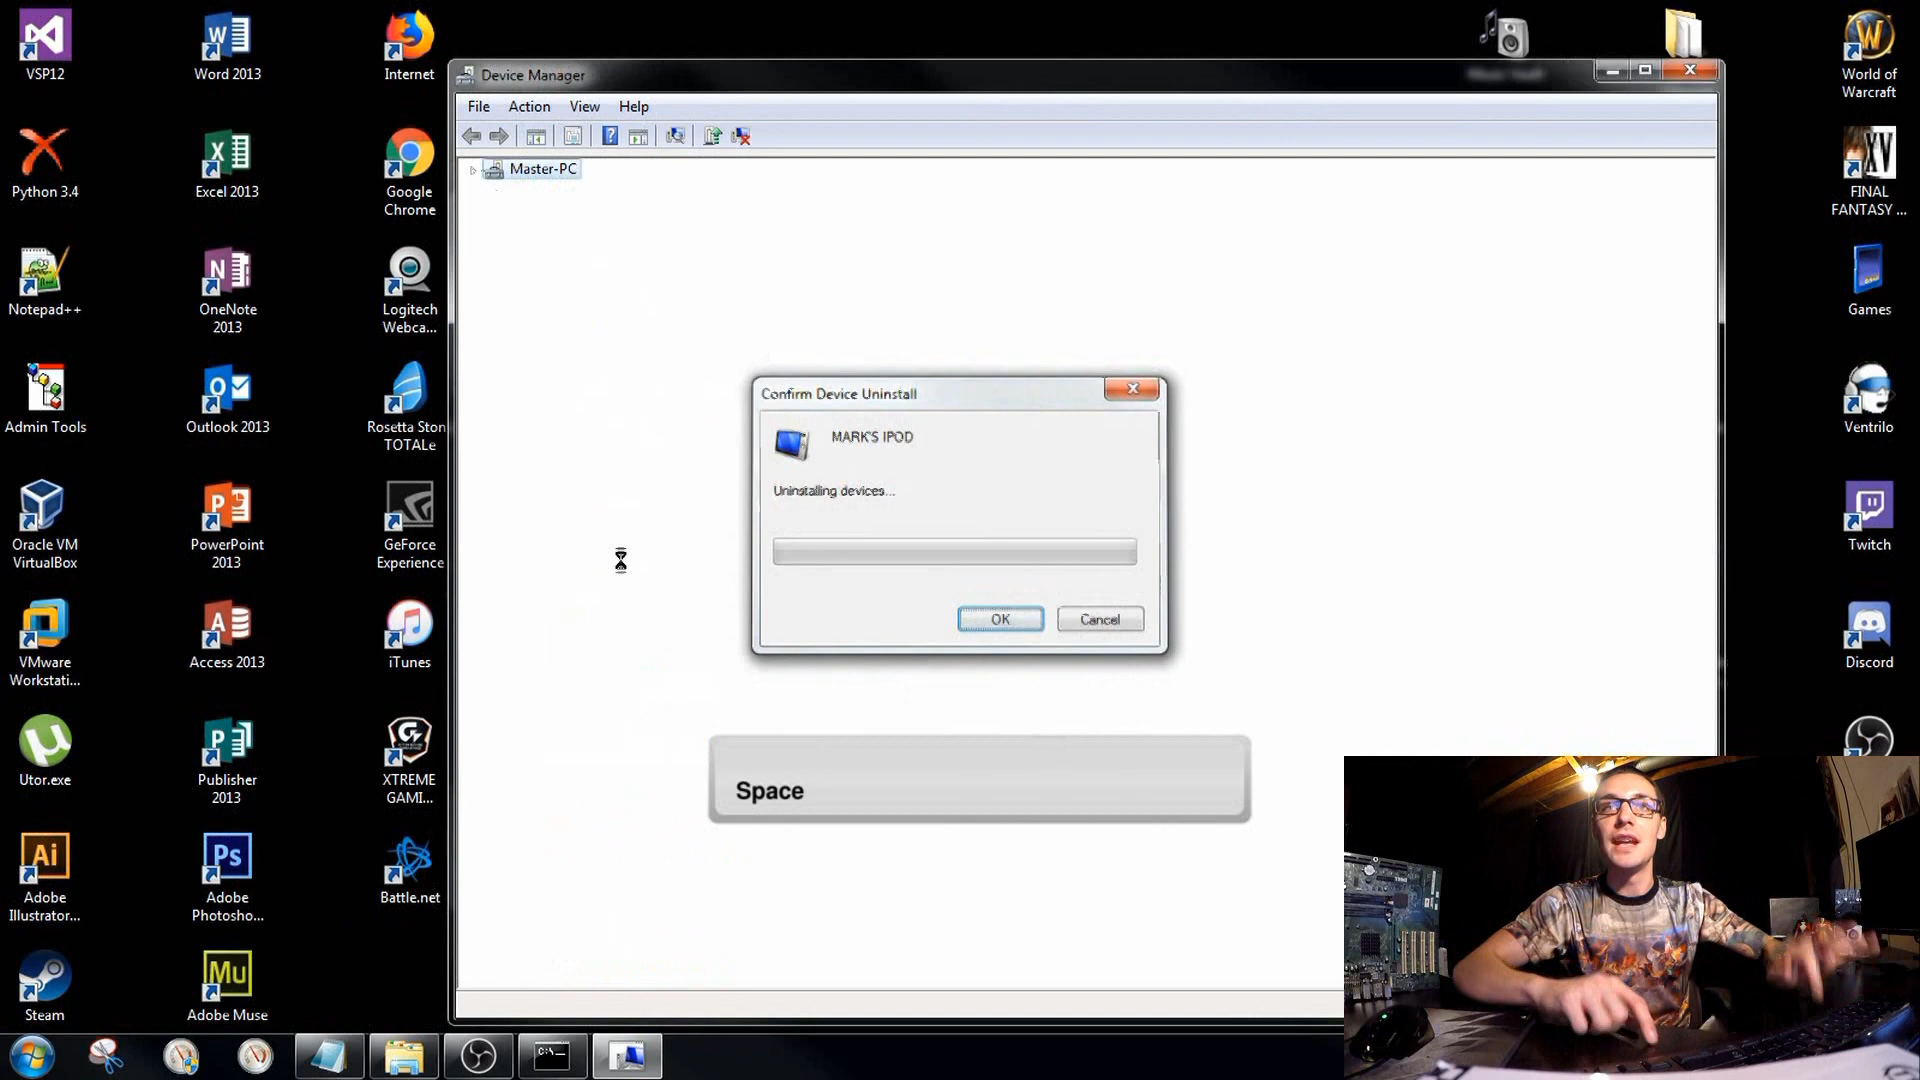 VSP12
Word 2013
Internet
Python 3.4
Excel 2013
Google
Chrome
Notepad++
OneNote
2013
Logitech
Webca...
Admin Tools
Outlook 2013
Rosetta Ston
TOTALe
Oracle VM
VirtualBox
PowerPoint
2013
GeForce
Experience
VMware
Workstati...
Access 2013
iTunes
Utor.exe
Publisher
2013
XTREME
GAMI...
Adobe
Illustrator...
Adobe
Photosho...
Battle.net
Steam
Adobe Muse
Device Manager
File Action View Help
Master-PC
Confirm Device Uninstall
MARK'S IPOD
Uninstalling devices...
OK Cancel
Space
World of
Warcraft
XV
FINAL
FANTASY ...
Games
Ventrilo
Twitch
Discord
Ai
Ps
Mu
C:\_